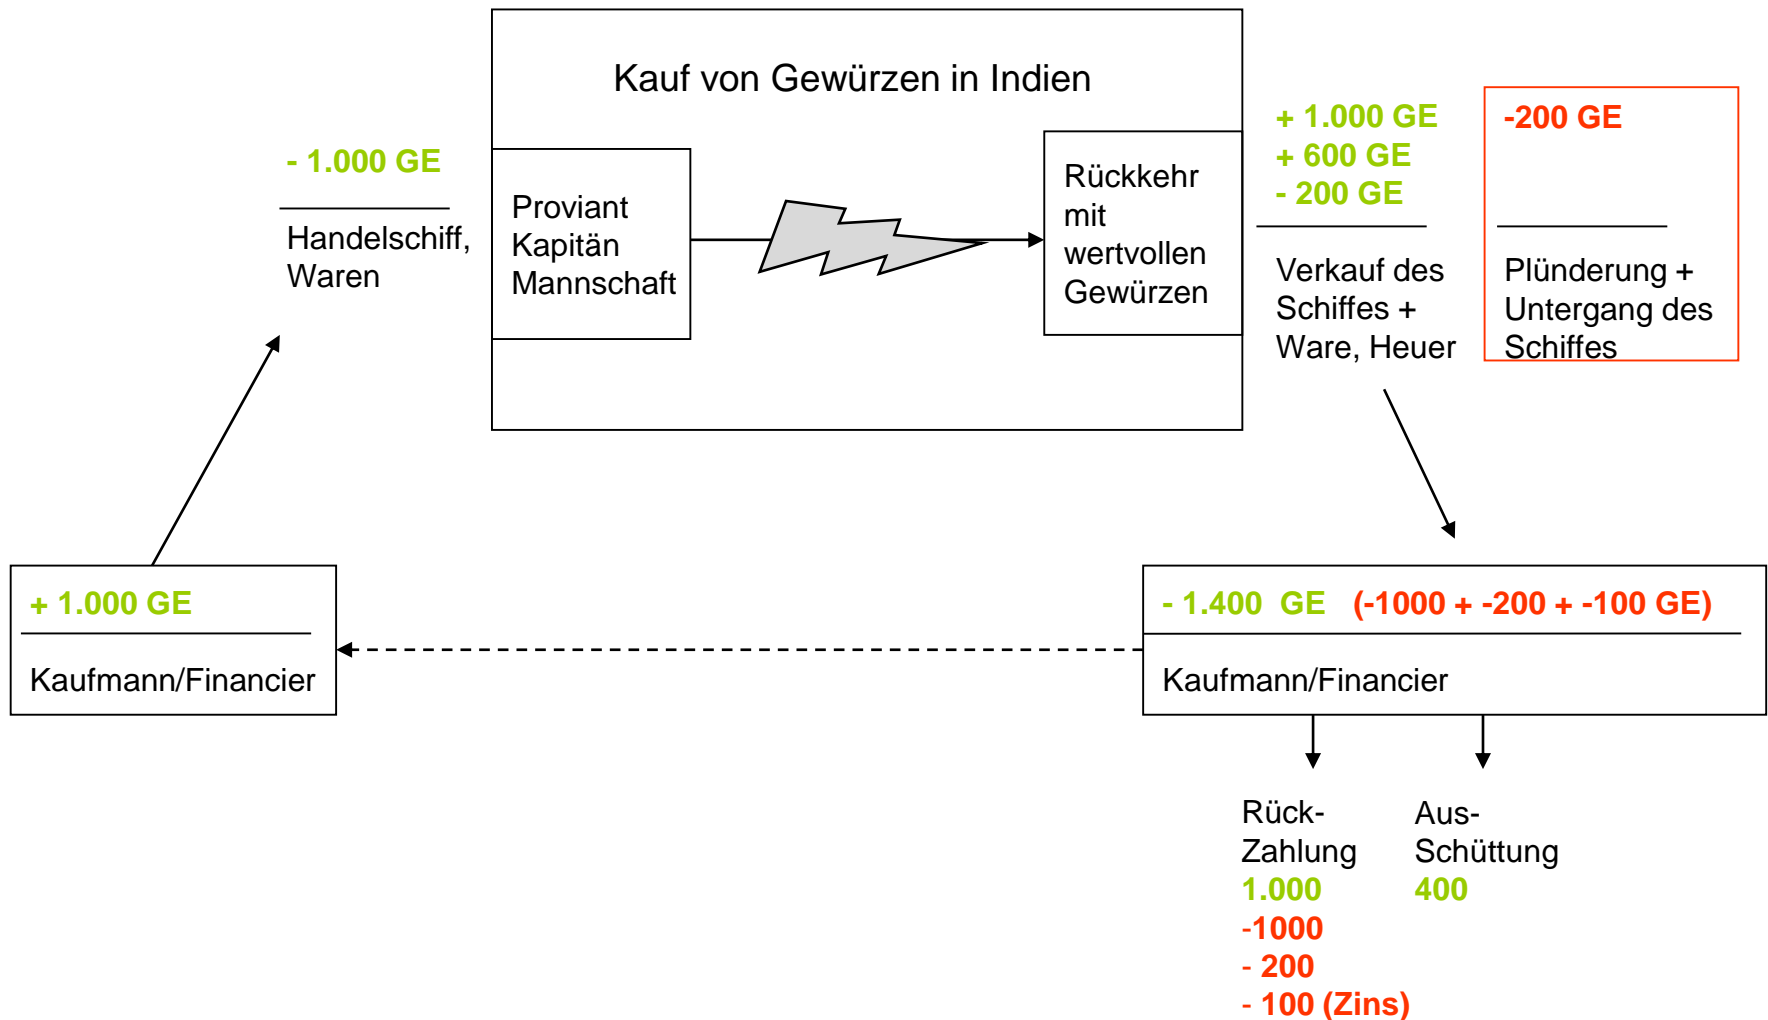 Kauf von Gewürzen in Indien
- 1.000 GE
Handelschiff,
Waren
Proviant
Kapitän
Mannschaft
Rückkehr
mit
wertvollen
Gewürzen
+ 1.000 GE
+ 600 GE
- 200 GE
Verkauf des
Schiffes +
Ware, Heuer
-200 GE
Plünderung +
Untergang des
Schiffes
+ 1.000 GE
Kaufmann/Financier
- 1.400 GE (-1000 + -200 + -100 GE)
Kaufmann/Financier
Rück-
Zahlung
1.000
-1000
- 200
- 100 (Zins)
Aus-
Schüttung
400